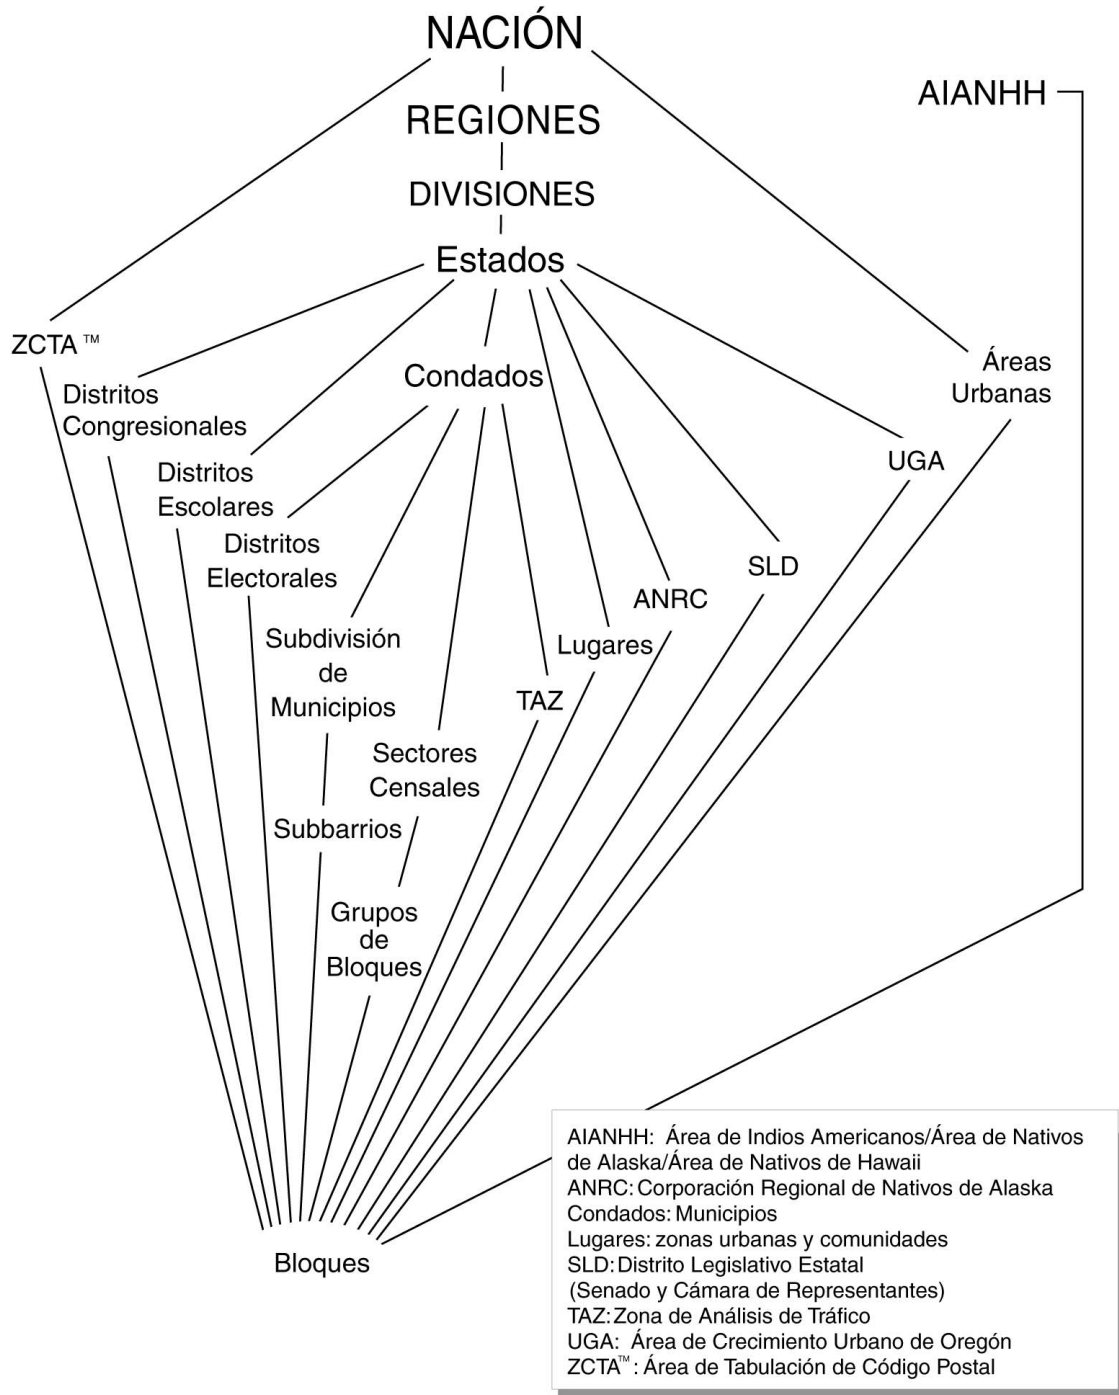 NACIÓN
AIANHH
REGIONES
DIVISIONES
Estados
ZCTA™
Áreas
Urbanas
Condados
Distritos
Congresionales
UGA
Distritos
Escolares
Distritos
Electorales
SLD
ANRC
Subdivisión
de
Municipios
Lugares
TAZ
Sectores
Censales
Subbarrios
Grupos
de
Bloques
Bloques
AIANHH: Área de Indios Americanos/Área de Nativos
de Alaska/Área de Nativos de Hawaii
ANRC: Corporación Regional de Nativos de Alaska
Condados: Municipios
Lugares: zonas urbanas y comunidades
SLD: Distrito Legislativo Estatal
(Senado y Cámara de Representantes)
TAZ: Zona de Análisis de Tráfico
UGA: Área de Crecimiento Urbano de Oregón
ZCTA™: Área de Tabulación de Código Postal